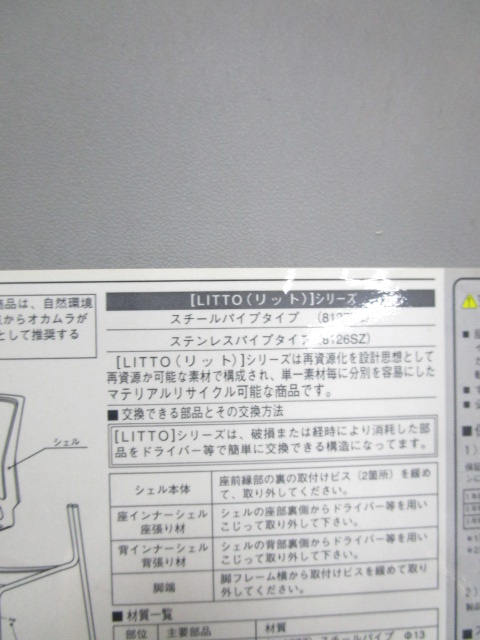 商品は、自然環境
点からオカムラが
として推奨する
シェル
[LITTO(リット)]シリーズ
スチールパイプタイプ
ステンレスパイプタイプ (8126SZ)
[LITTO(リット)]シリーズは再資源化を設計思想として
再資源か可能な素材で構成され、単一素材毎に分別を容易にした
マテリアルリサイクル可能な商品です。
■交換できる部品とその交換方法
[LITTO]シリーズは、破損または経時により消耗した部
品をドライバー等で簡単に交換できる構造になってます。
シェル本体
座前縁部の裏の取付けビス(2箇所)を緩め
て、取り外してください。
座インナーシェル
座張り材
シェルの座部裏側からドライバー等を用い
こじって取り外して下さい。
背インナーシェル
背張り材
シェルの背部裏側からドライバー等を用い
こじって取り外して下さい。
脚端
脚フレーム横から取付けビスを緩めて取り
外してください。
■材質一覧
部位 主要部品 材質
スチールパイプ Φ13
1)
2)